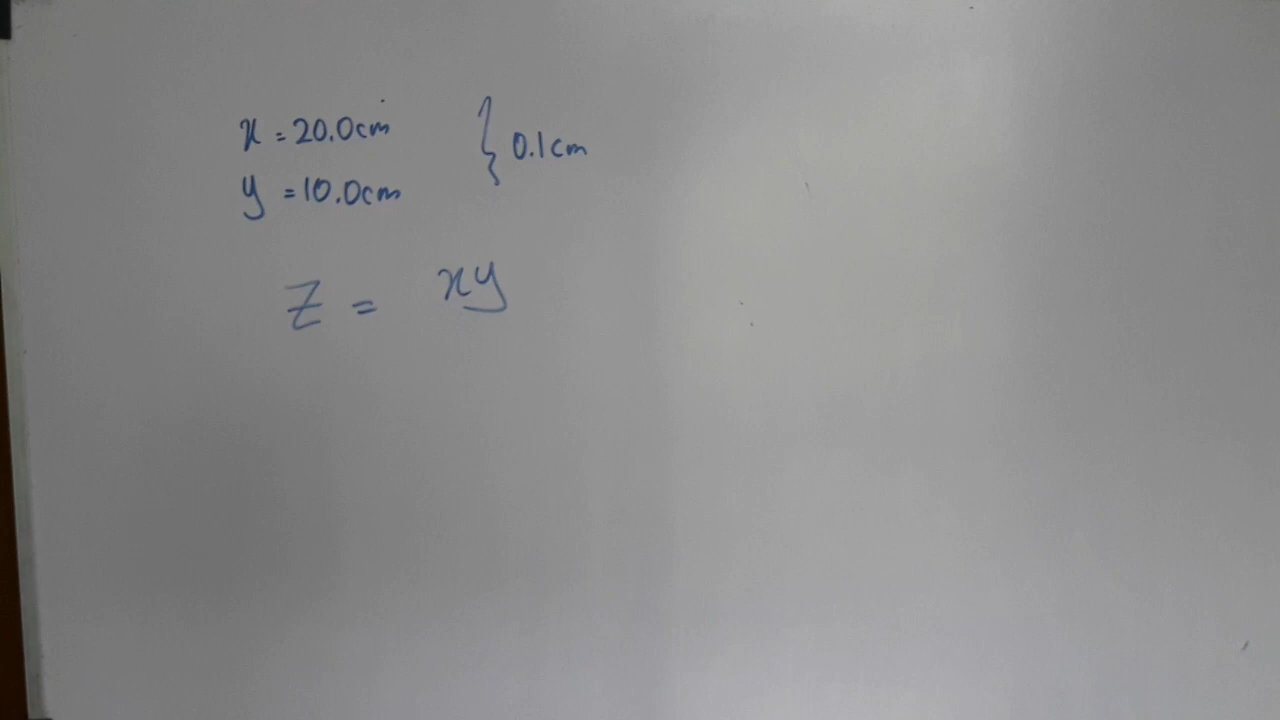 x = 20.0cm } 0.1cm
y = 10.0cm
z = xy